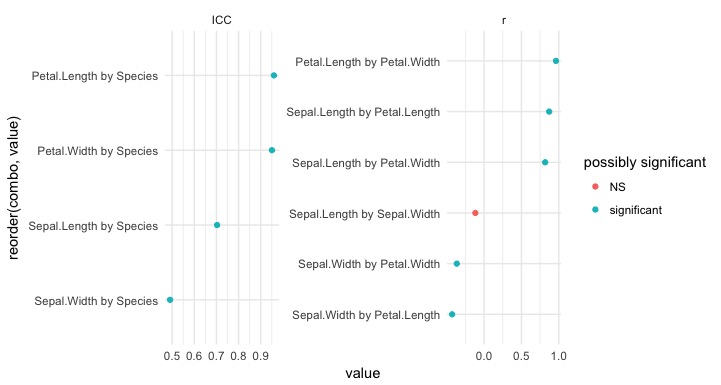 ICC
r
reorder(combo, value)
Petal.Length by Species
Petal.Width by Species
Sepal.Length by Species
Sepal.Width by Species
0.5 0.6 0.7 0.8 0.9
Petal.Length by Petal.Width
Sepal.Length by Petal.Length
Sepal.Length by Petal.Width
Sepal.Length by Sepal.Width
Sepal.Width by Petal.Width
Sepal.Width by Petal.Length
0.0 0.5 1.0
value
possibly significant
NS
significant